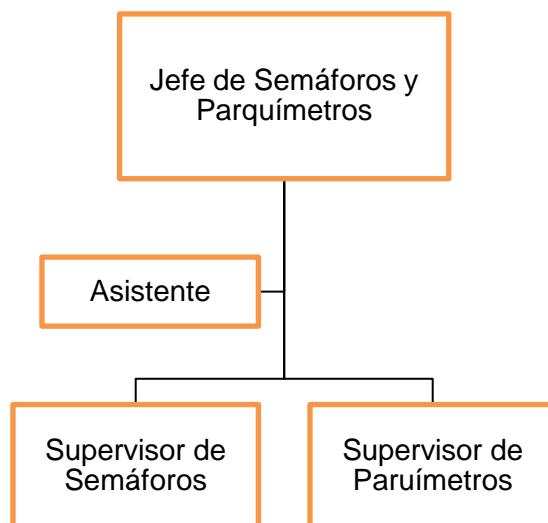 Jefe de Semáforos y
Parquímetros
Asistente
Supervisor de
Semáforos
Supervisor de
Paruímetros